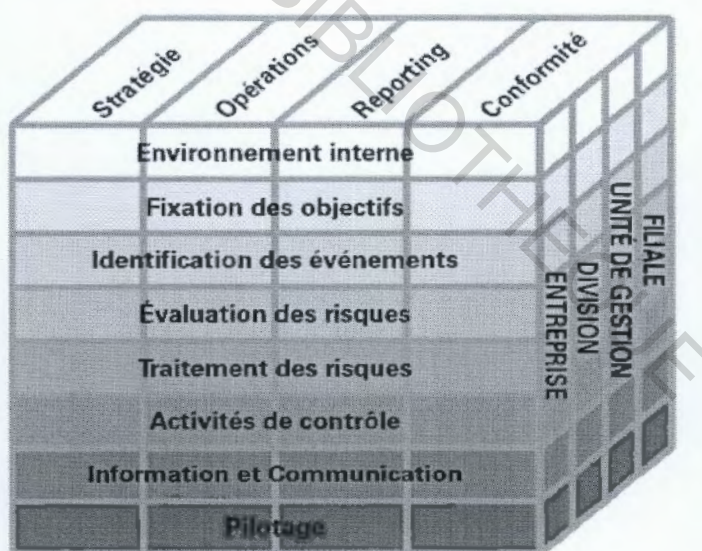 Stratégie
Opérations
Reporting
Conformité
Environnement interne
Fixation des objectifs
Identification des événements
Évaluation des risques
Traitement des risques
Activités de contrôle
Information et Communication
Pilotage
ENTREPRISE
DIVISION
UNITÉ DE GESTION
FILIALE